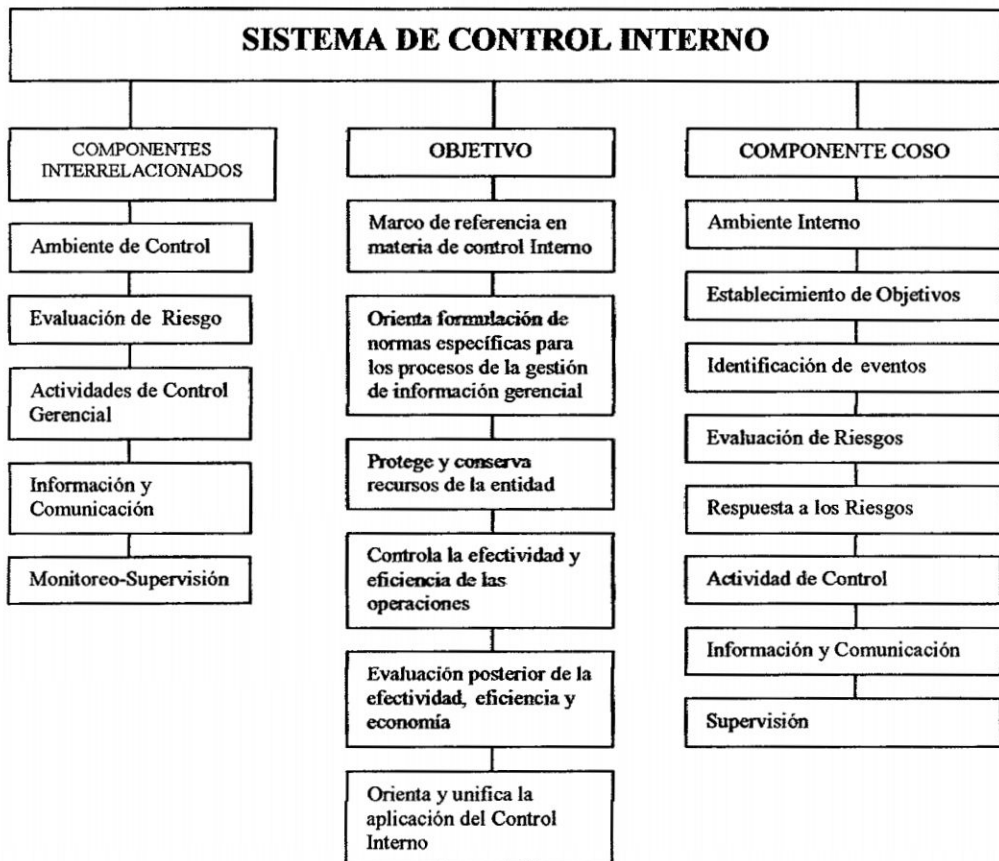 SISTEMA DE CONTROL INTERNO
COMPONENTES
INTERRELACIONADOS
Ambiente de Control
Evaluación de Riesgo
Actividades de Control
Gerencial
Información y
Comunicación
Monitoreo-Supervisión
OBJETIVO
Marco de referencia en
materia de control Interno
Orienta formulación de
normas específicas para
los procesos de la gestión
de información gerencial
Protege y conserva
recursos de la entidad
Controla la efectividad y
eficiencia de las
operaciones
Evaluación posterior de la
efectividad, eficiencia y
economía
Orienta y unifica la
aplicación del Control
Interno
COMPONENTE COSO
Ambiente Interno
Establecimiento de Objetivos
Identificación de eventos
Evaluación de Riesgos
Respuesta a los Riesgos
Actividad de Control
Información y Comunicación
Supervisión